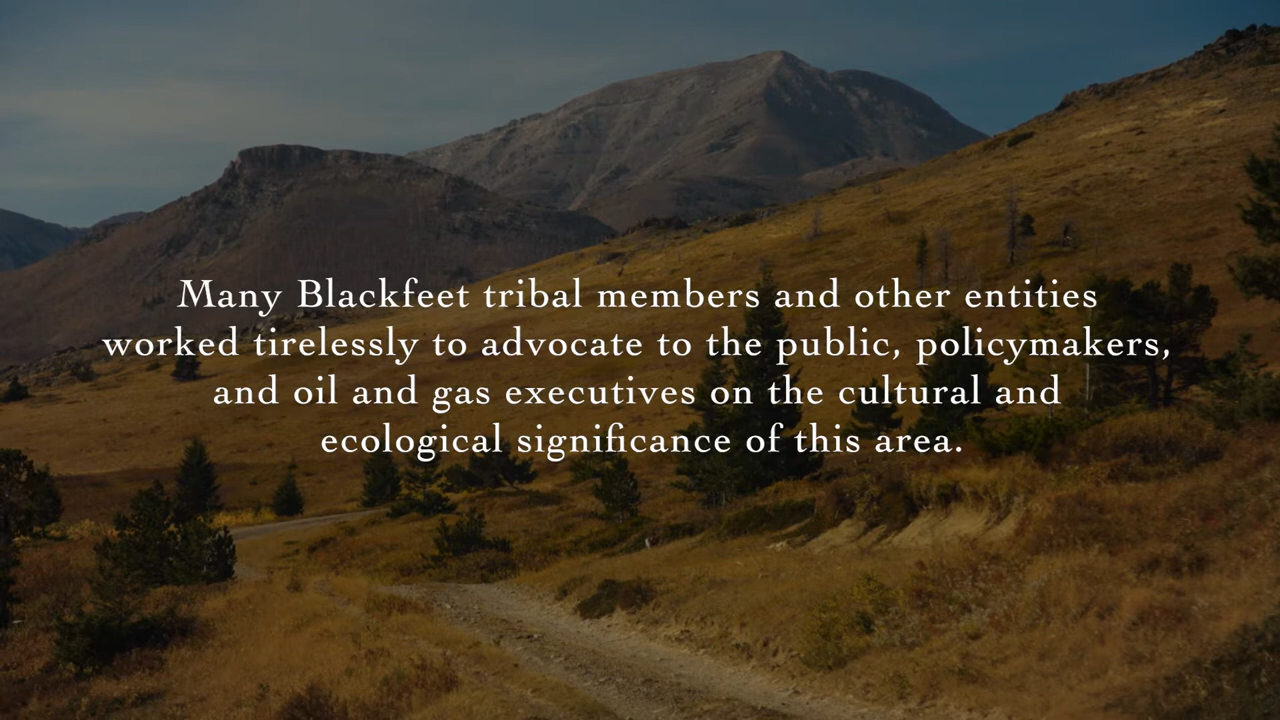 Many Blackfeet tribal members and other entities
worked tirelessly to advocate to the public, policymakers,
and oil and gas executives on the cultural and
ecological significance of this area.